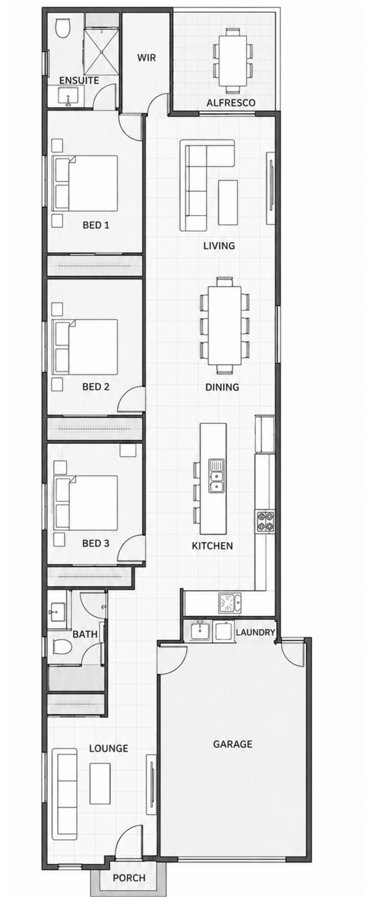 WIR
ENSUITE
ALFRESCO
BED 1
LIVING
BED 2
DINING
BED 3
KITCHEN
BATH
LAUNDRY
LOUNGE
GARAGE
PORCH